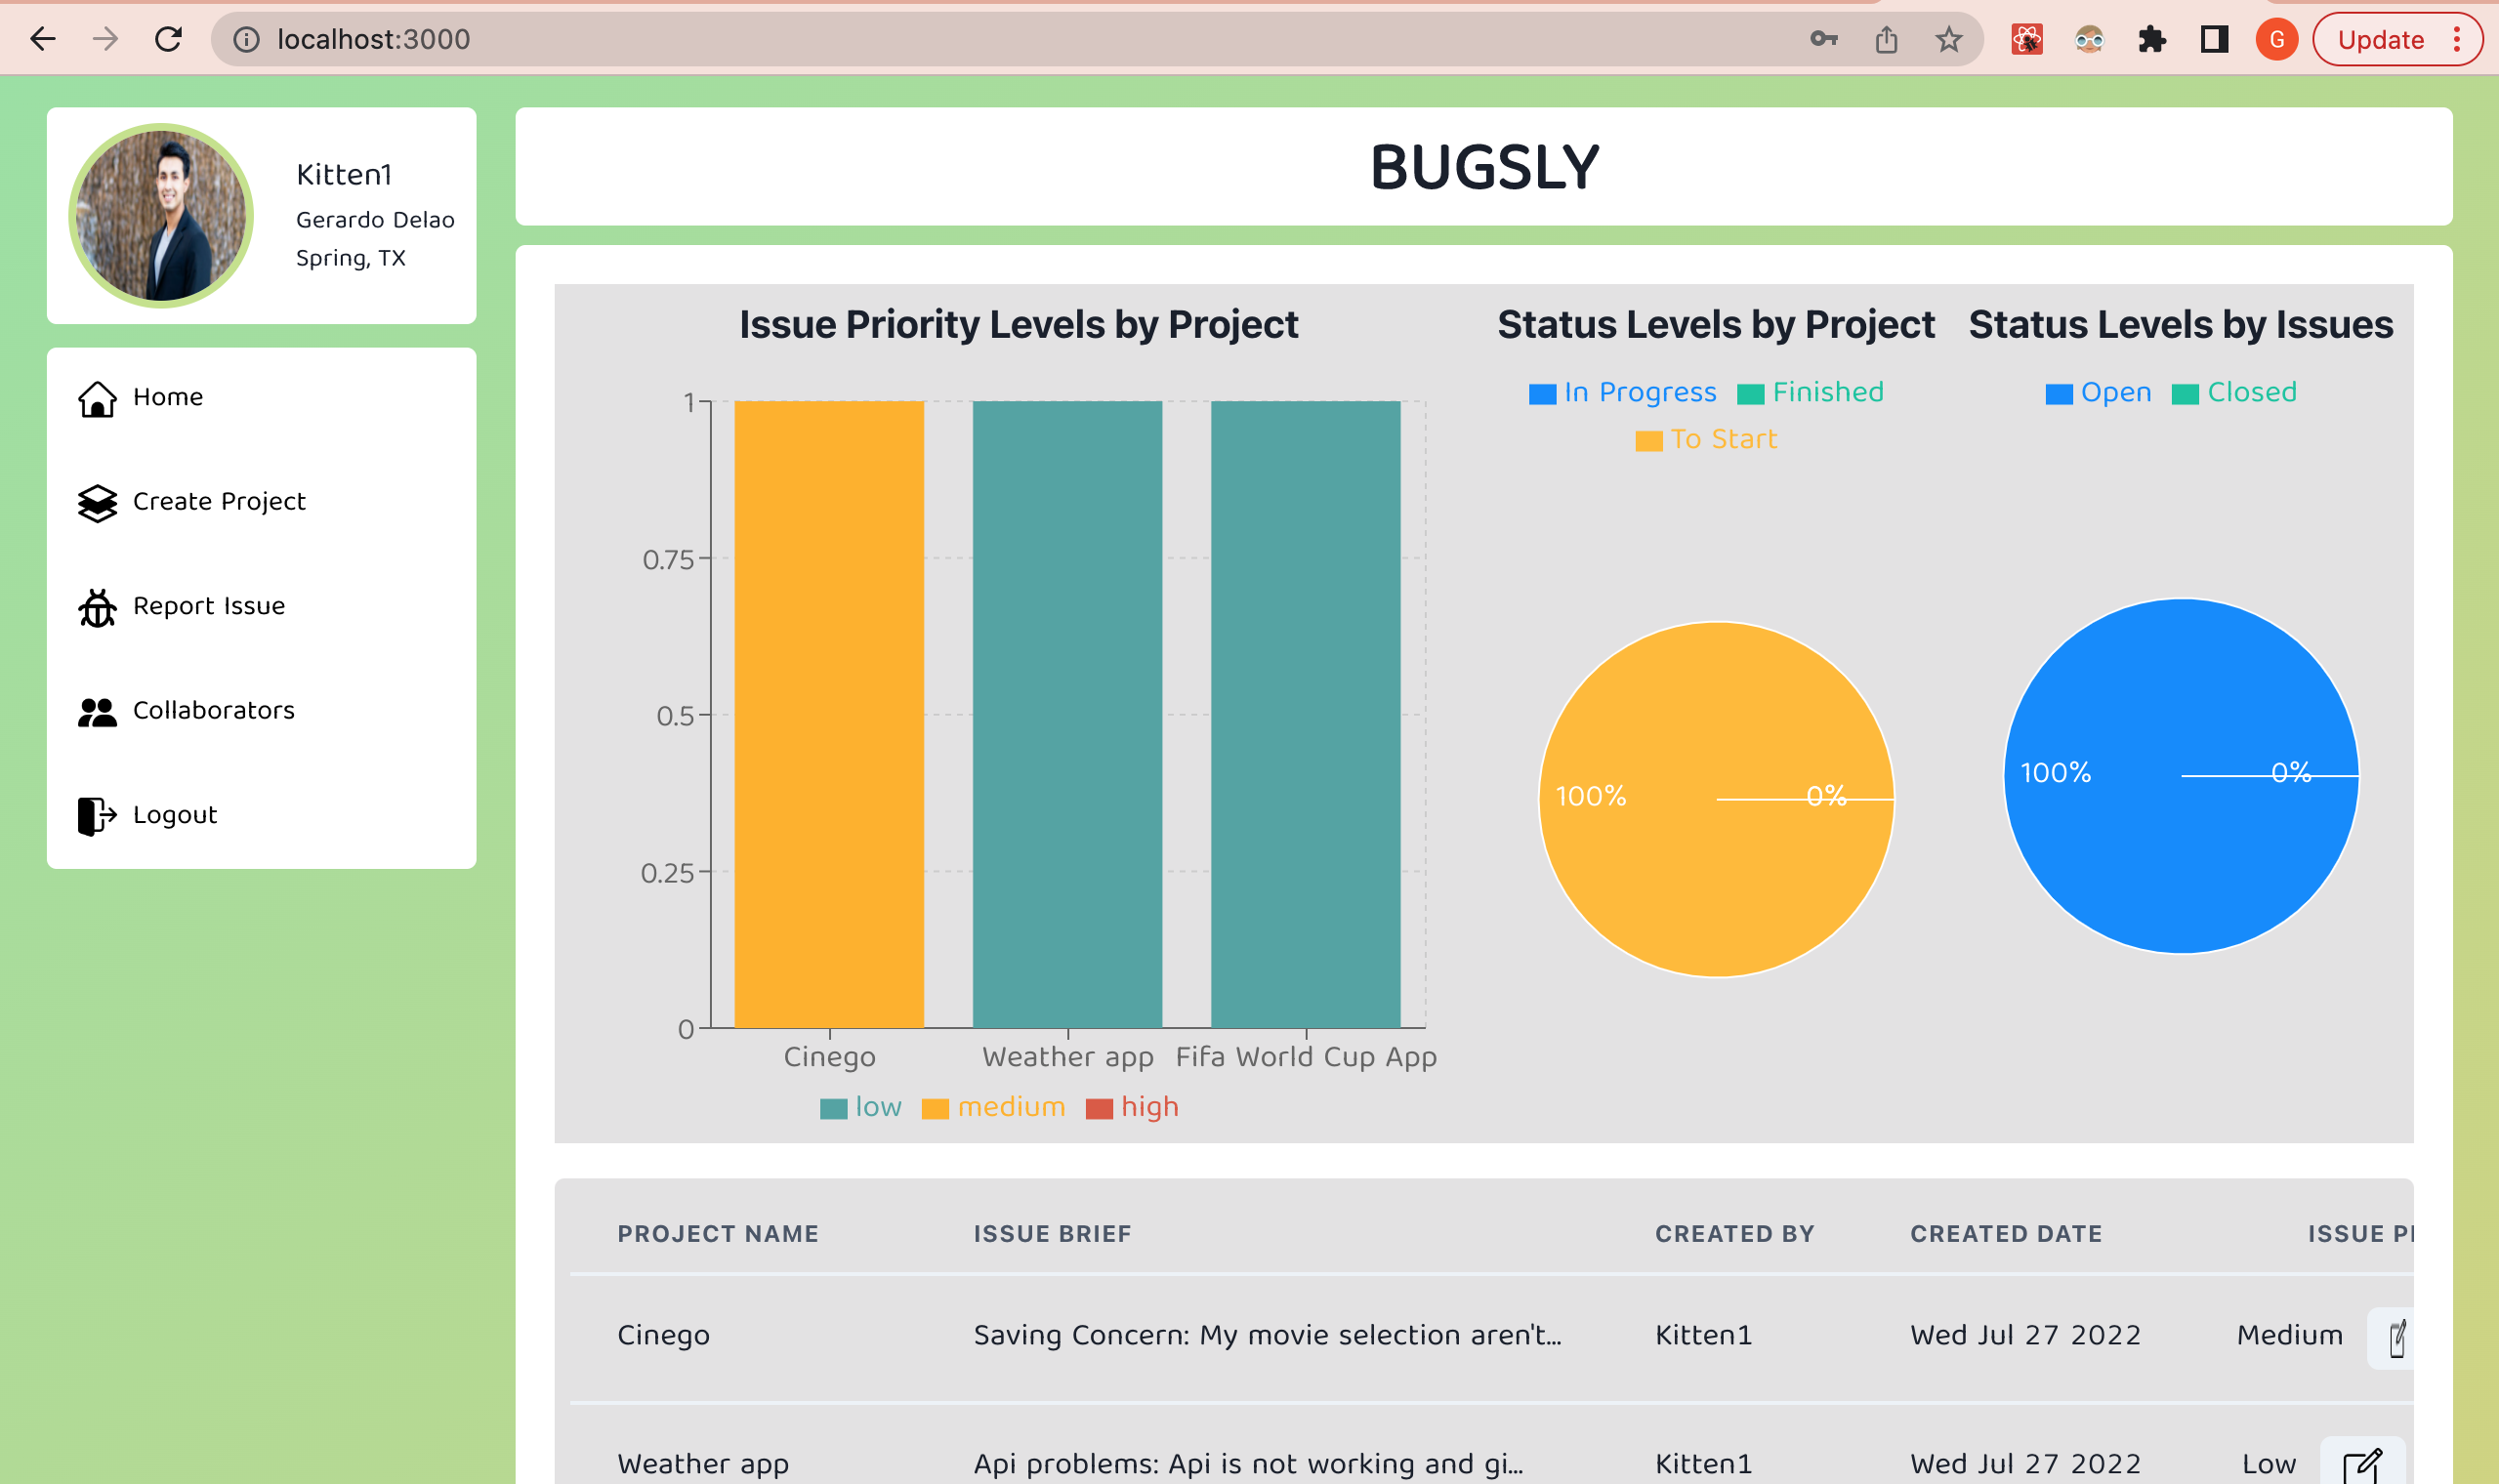 localhost:3000
G
Update
Kitten1
Gerardo Delao
Spring, TX
Home
Create Project
Report Issue
Collaborators
Logout
BUGSLY
Issue Priority Levels by Project
1
0.75
0.5
0.25
0
Cinego Weather app Fifa World Cup App
low medium high
Status Levels by Project
In Progress Finished
To Start
100% 0%
Status Levels by Issues
Open Closed
100% 0%
PROJECT NAME ISSUE BRIEF CREATED BY CREATED DATE ISSUE
Cinego Saving Concern: My movie selection aren't... Kitten1 Wed Jul 27 2022 Medium
Weather app Api problems: Api is not working and gi... Kitten1 Wed Jul 27 2022 Low